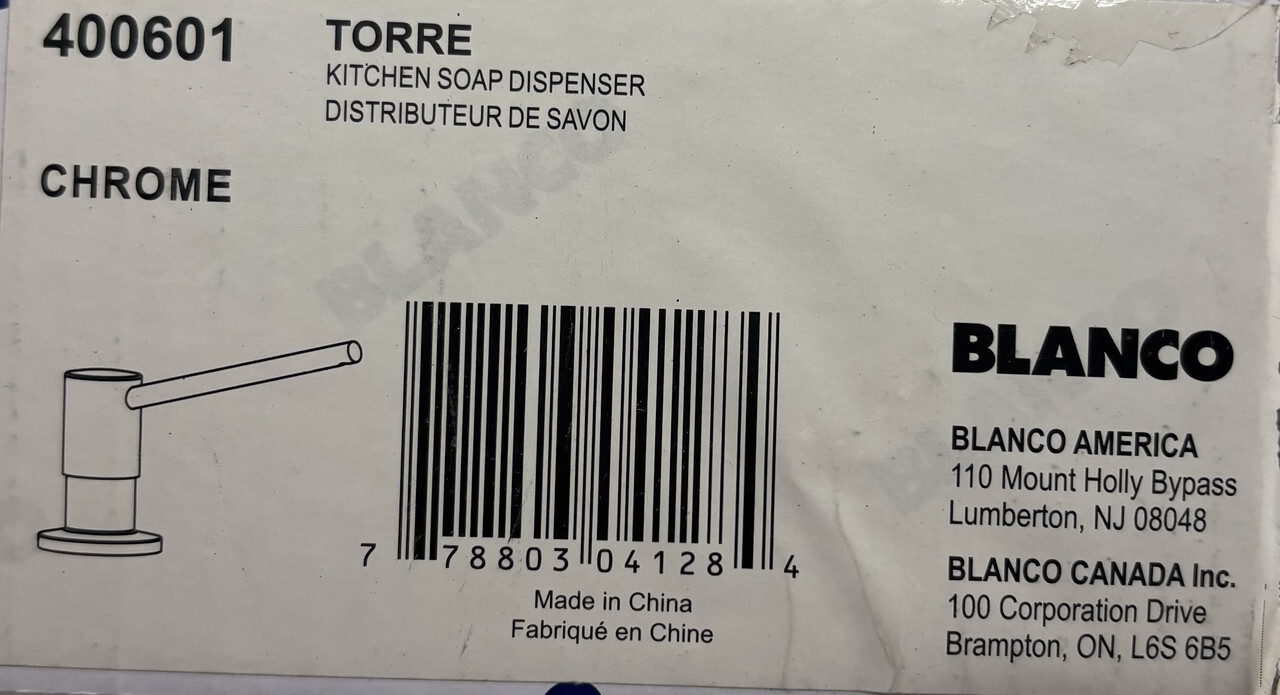 400601
TORRE
KITCHEN SOAP DISPENSER
DISTRIBUTEUR DE SAVON
CHROME
BLANCO
7 78803 04128 4
Made in China
Fabriqué en Chine
BLANCO
BLANCO AMERICA
110 Mount Holly Bypass
Lumberton, NJ 08048
BLANCO CANADA Inc.
100 Corporation Drive
Brampton, ON, L6S 6B5